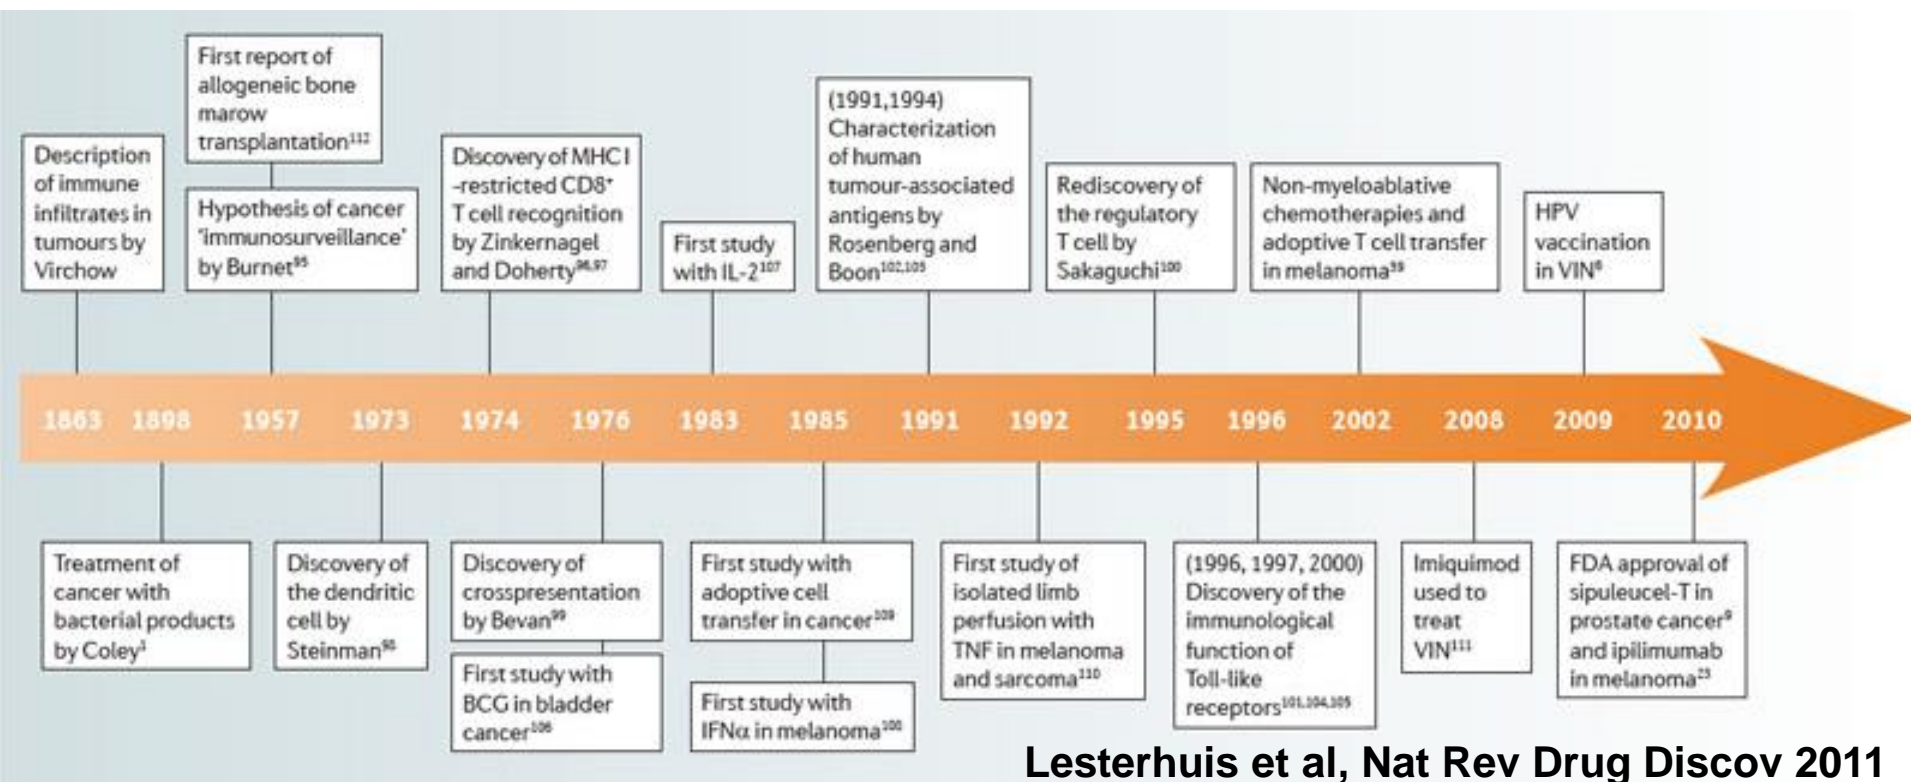 First report of
allogeneic bone
marow
transplantation¹¹²
Description
of immune
infiltrates in
tumours by
Virchow
Hypothesis of cancer
'immunosurveillance'
by Burnet⁹⁵
Discovery of MHC I
-restricted CD8⁺
T cell recognition
by Zinkernagel
and Doherty⁹⁶,⁹⁷
First study
with IL-2¹⁰⁷
(1991,1994)
Characterization
of human
tumour-associated
antigens by
Rosenberg and
Boon¹⁰²,¹⁰³
Rediscovery of
the regulatory
T cell by
Sakaguchi¹⁰⁰
Non-myeloablative
chemotherapies and
adoptive T cell transfer
in melanoma³⁹
HPV
vaccination
in VIN⁶
1863 1898 1957 1973 1974 1976 1983 1985 1991 1992 1995 1996 2002 2008 2009 2010
Treatment of
cancer with
bacterial products
by Coley¹
Discovery of
the dendritic
cell by
Steinman⁹⁸
Discovery of
crosspresentation
by Bevan⁹⁹
First study with
BCG in bladder
cancer¹⁰⁶
First study with
adoptive cell
transfer in cancer¹⁰⁹
First study with
IFNα in melanoma¹⁰⁸
First study of
isolated limb
perfusion with
TNF in melanoma
and sarcoma¹¹⁰
(1996, 1997, 2000)
Discovery of the
immunological
function of
Toll-like
receptors¹⁰¹,¹⁰⁴,¹⁰⁵
Imiquimod
used to
treat
VIN¹¹¹
FDA approval of
sipuleucel-T in
prostate cancer⁹
and ipilimumab
in melanoma²³
Lesterhuis et al, Nat Rev Drug Discov 2011